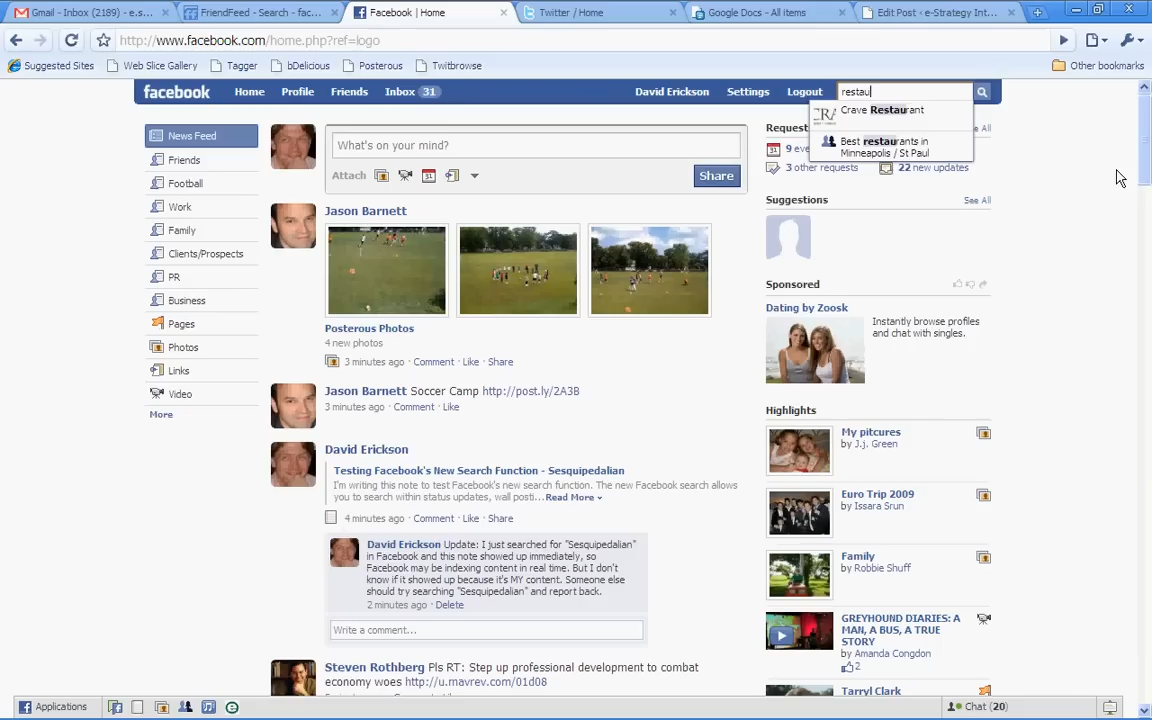 Gmail - Inbox (2189) - e.s...
FriendFeed - Search - fac...
Facebook | Home
Twitter / Home
Google Docs - All items
Edit Post ‹ e-Strategy Int...
http://www.facebook.com/home.php?ref=logo
Suggested Sites
Web Slice Gallery
Tagger
bDelicious
Posterous
Twitbrowse
Other bookmarks
facebook
Home
Profile
Friends
Inbox 31
David Erickson
Settings
Logout
restau
Crave Restaurant
Best restaurants in
Minneapolis / St Paul
News Feed
Friends
Football
Work
Family
Clients/Prospects
PR
Business
Pages
Photos
Links
Video
More
What's on your mind?
Attach
Share
Jason Barnett
Posterous Photos
4 new photos
3 minutes ago · Comment · Like · Share
Jason Barnett Soccer Camp http://post.ly/2A3B
3 minutes ago · Comment · Like
David Erickson
Testing Facebook's New Search Function - Sesquipedalian
I'm writing this note to test Facebook's new search function. The new Facebook search allows
you to search within status updates, wall posti... Read More
4 minutes ago · Comment · Like · Share
David Erickson Update: I just searched for "Sesquipedalian"
in Facebook and this note showed up immediately, so
Facebook may be indexing content in real time. But I don't
know if it showed up because it's MY content. Someone else
should try searching "Sesquipedalian" and report back.
2 minutes ago · Delete
Write a comment...
Steven Rothberg Pls RT: Step up professional development to combat
economy woes http://u.mavrev.com/01d08
Reques
See All
9 eve
3 other requests
22 new updates
Suggestions
See All
Sponsored
Dating by Zoosk
Instantly browse profiles
and chat with singles.
Highlights
My pitcures
by J.j. Green
Euro Trip 2009
by Issara Srun
Family
by Robbie Shuff
GREYHOUND DIARIES: A
MAN, A BUS, A TRUE
STORY
by Amanda Congdon
2
Tarryl Clark
Applications
Chat (20)